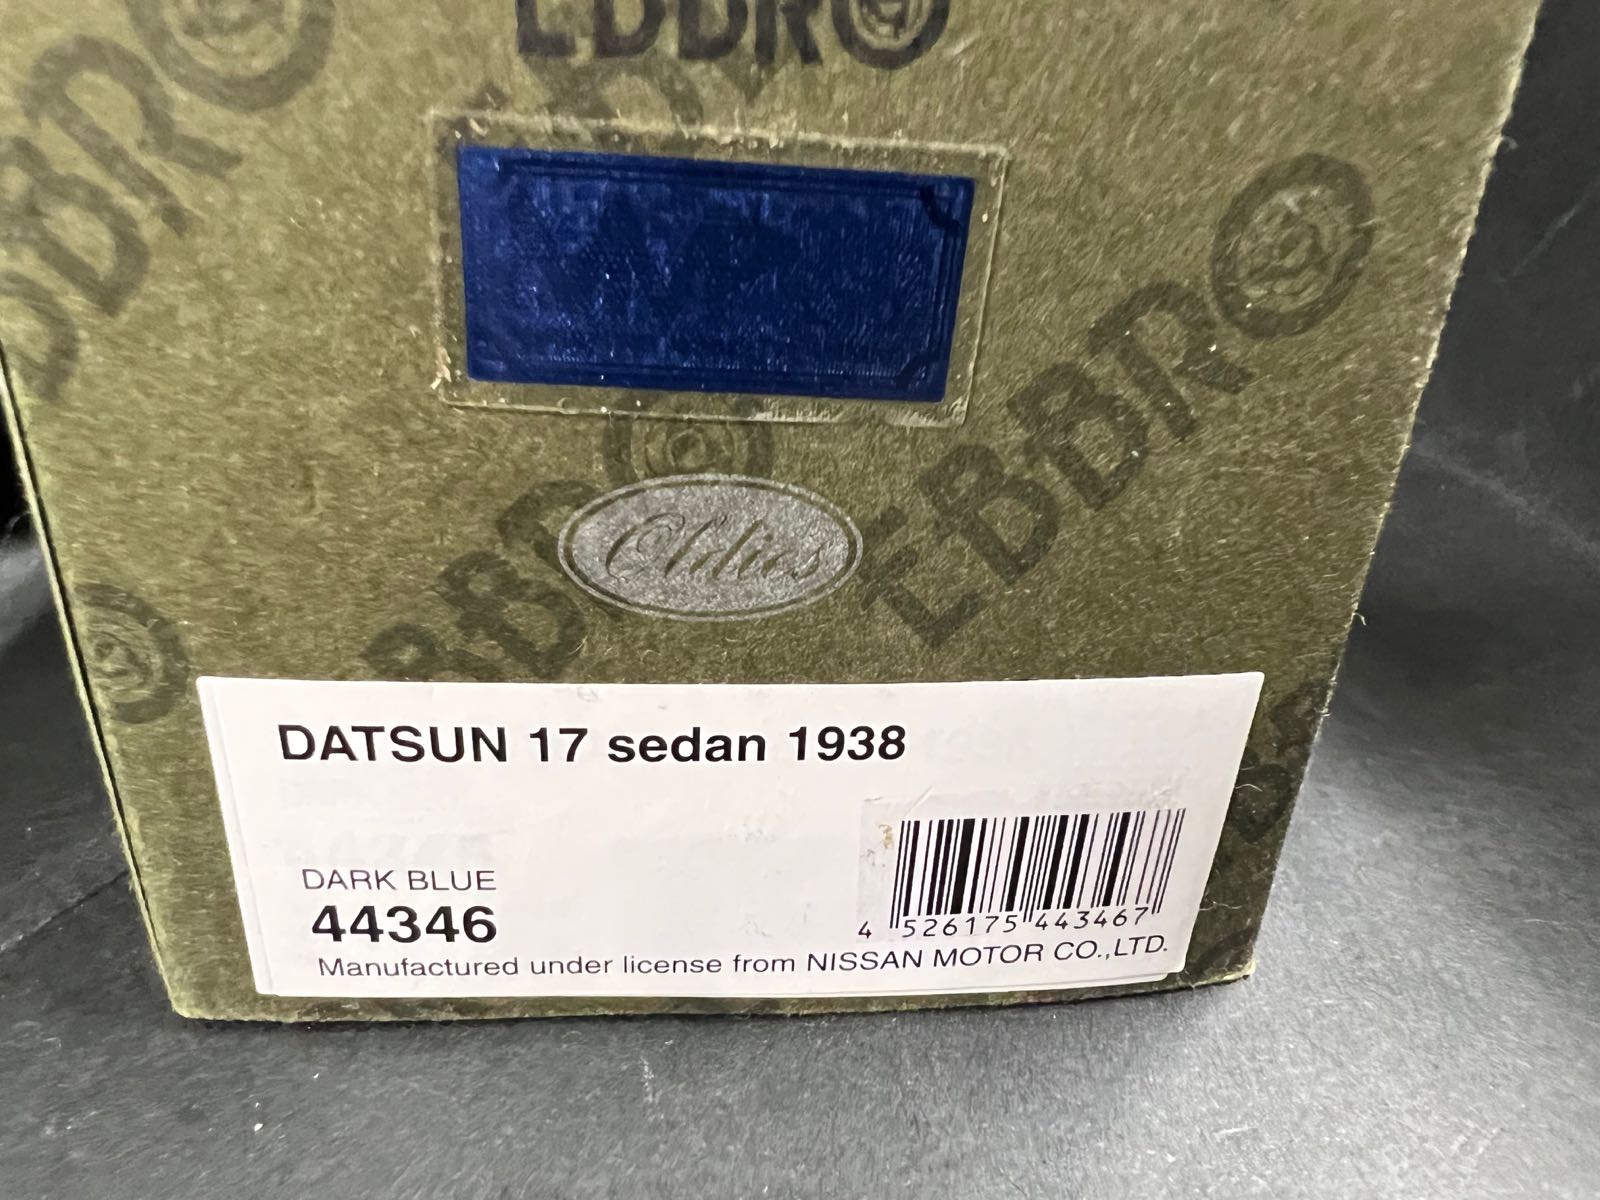 EBBRO
EBBRO
EBBRO
EBBRO
Oldies
DATSUN 17 sedan 1938
DARK BLUE
44346
4 526175 443467
Manufactured under license from NISSAN MOTOR CO.,LTD.